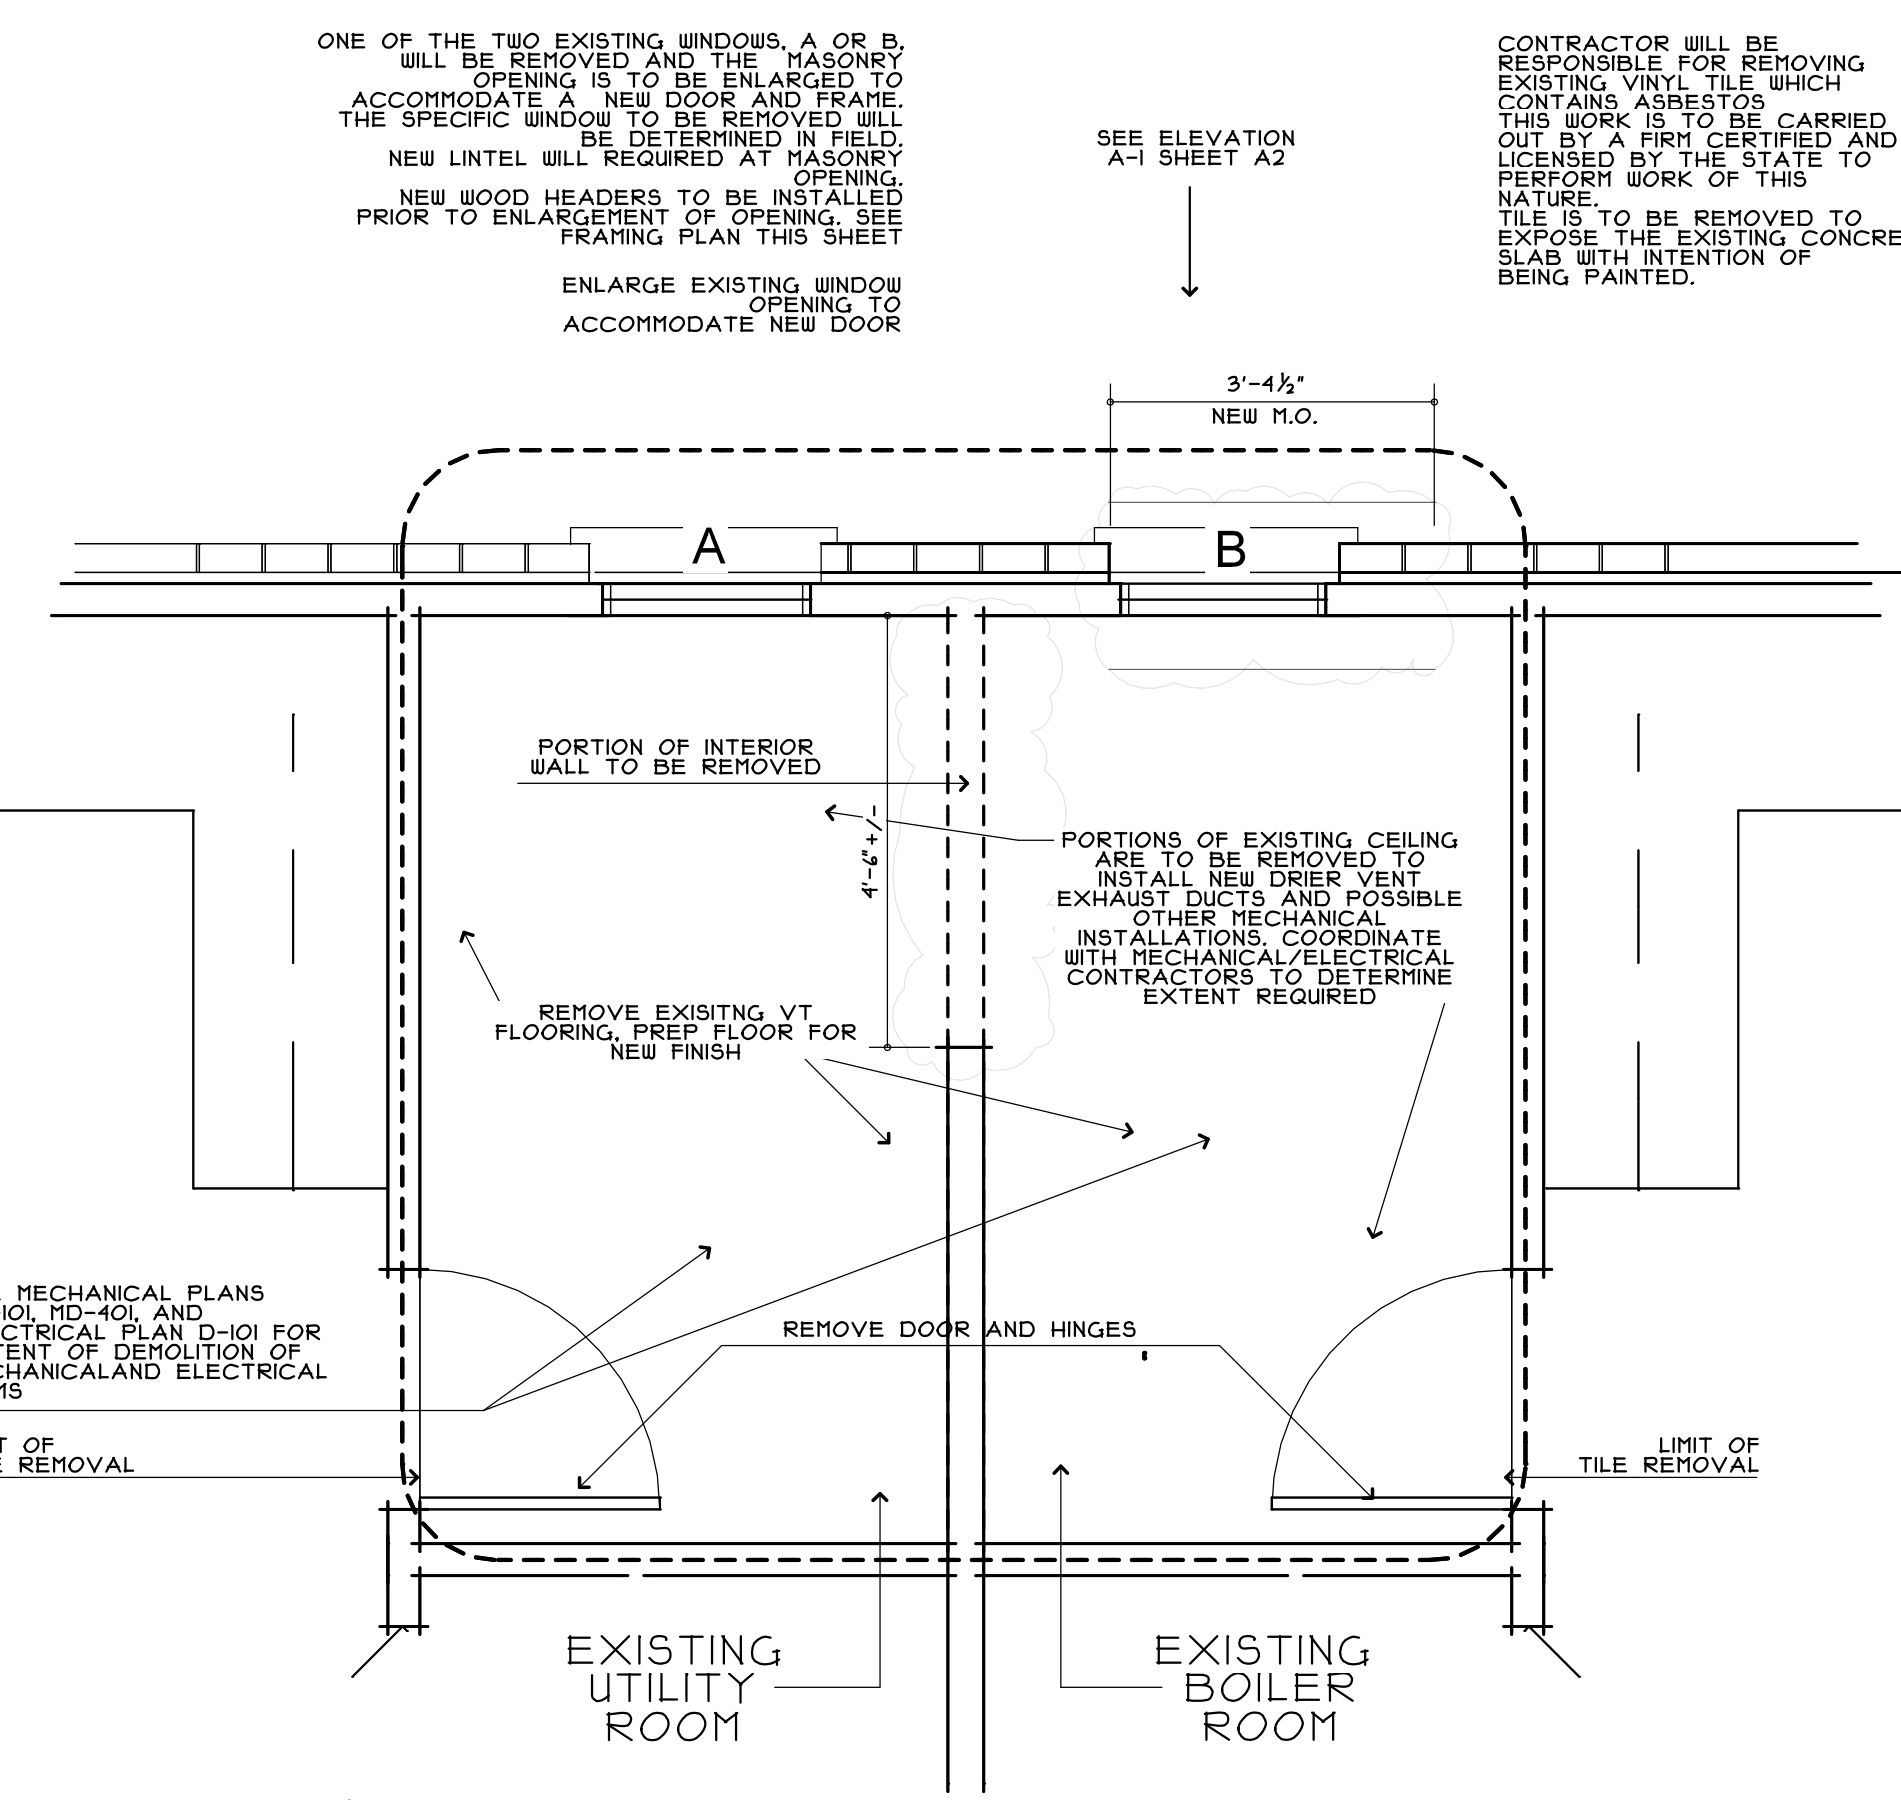 ONE OF THE TWO EXISTING WINDOWS, A OR B,
WILL BE REMOVED AND THE MASONRY
OPENING IS TO BE ENLARGED TO
ACCOMMODATE A NEW DOOR AND FRAME.
THE SPECIFIC WINDOW TO BE REMOVED WILL
BE DETERMINED IN FIELD.
NEW LINTEL WILL REQUIRED AT MASONRY
OPENING.
NEW WOOD HEADERS TO BE INSTALLED
PRIOR TO ENLARGEMENT OF OPENING. SEE
FRAMING PLAN THIS SHEET
ENLARGE EXISTING WINDOW
OPENING TO
ACCOMMODATE NEW DOOR
SEE ELEVATION
A-1 SHEET A2
CONTRACTOR WILL BE
RESPONSIBLE FOR REMOVING
EXISTING VINYL TILE WHICH
CONTAINS ASBESTOS
THIS WORK IS TO BE CARRIED
OUT BY A FIRM CERTIFIED AND
LICENSED BY THE STATE TO
PERFORM WORK OF THIS
NATURE.
TILE IS TO BE REMOVED TO
EXPOSE THE EXISTING CONCRE
SLAB WITH INTENTION OF
BEING PAINTED.
3'-4½"
NEW M.O.
A
B
PORTION OF INTERIOR
WALL TO BE REMOVED
4'-6"+/-
PORTIONS OF EXISTING CEILING
ARE TO BE REMOVED TO
INSTALL NEW DRIER VENT
EXHAUST DUCTS AND POSSIBLE
OTHER MECHANICAL
INSTALLATIONS. COORDINATE
WITH MECHANICAL/ELECTRICAL
CONTRACTORS TO DETERMINE
EXTENT REQUIRED
REMOVE EXISITNG VT
FLOORING, PREP FLOOR FOR
NEW FINISH
MECHANICAL PLANS
-101, MD-401, AND
CTRICAL PLAN D-101 FOR
TENT OF DEMOLITION OF
CHANICALAND ELECTRICAL
MS
REMOVE DOOR AND HINGES
T OF
E REMOVAL
LIMIT OF
TILE REMOVAL
EXISTING
UTILITY
ROOM
EXISTING
BOILER
ROOM